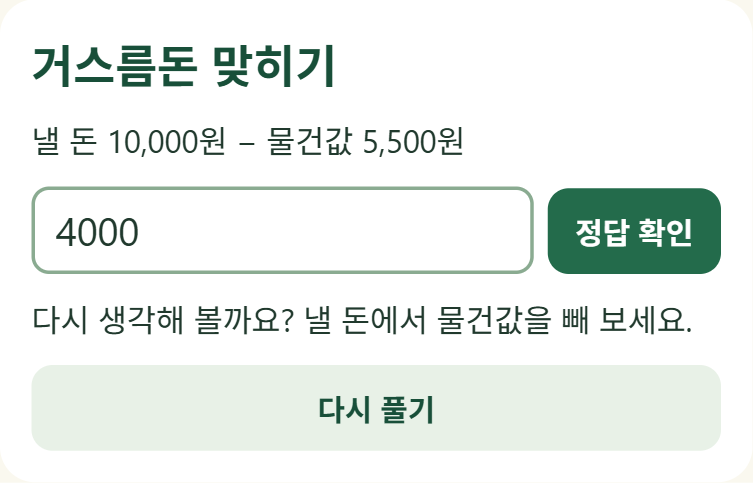 거스름돈 맞히기
낼 돈 10,000원 – 물건값 5,500원
4000
정답 확인
다시 생각해 볼까요? 낼 돈에서 물건값을 빼 보세요.
다시 풀기